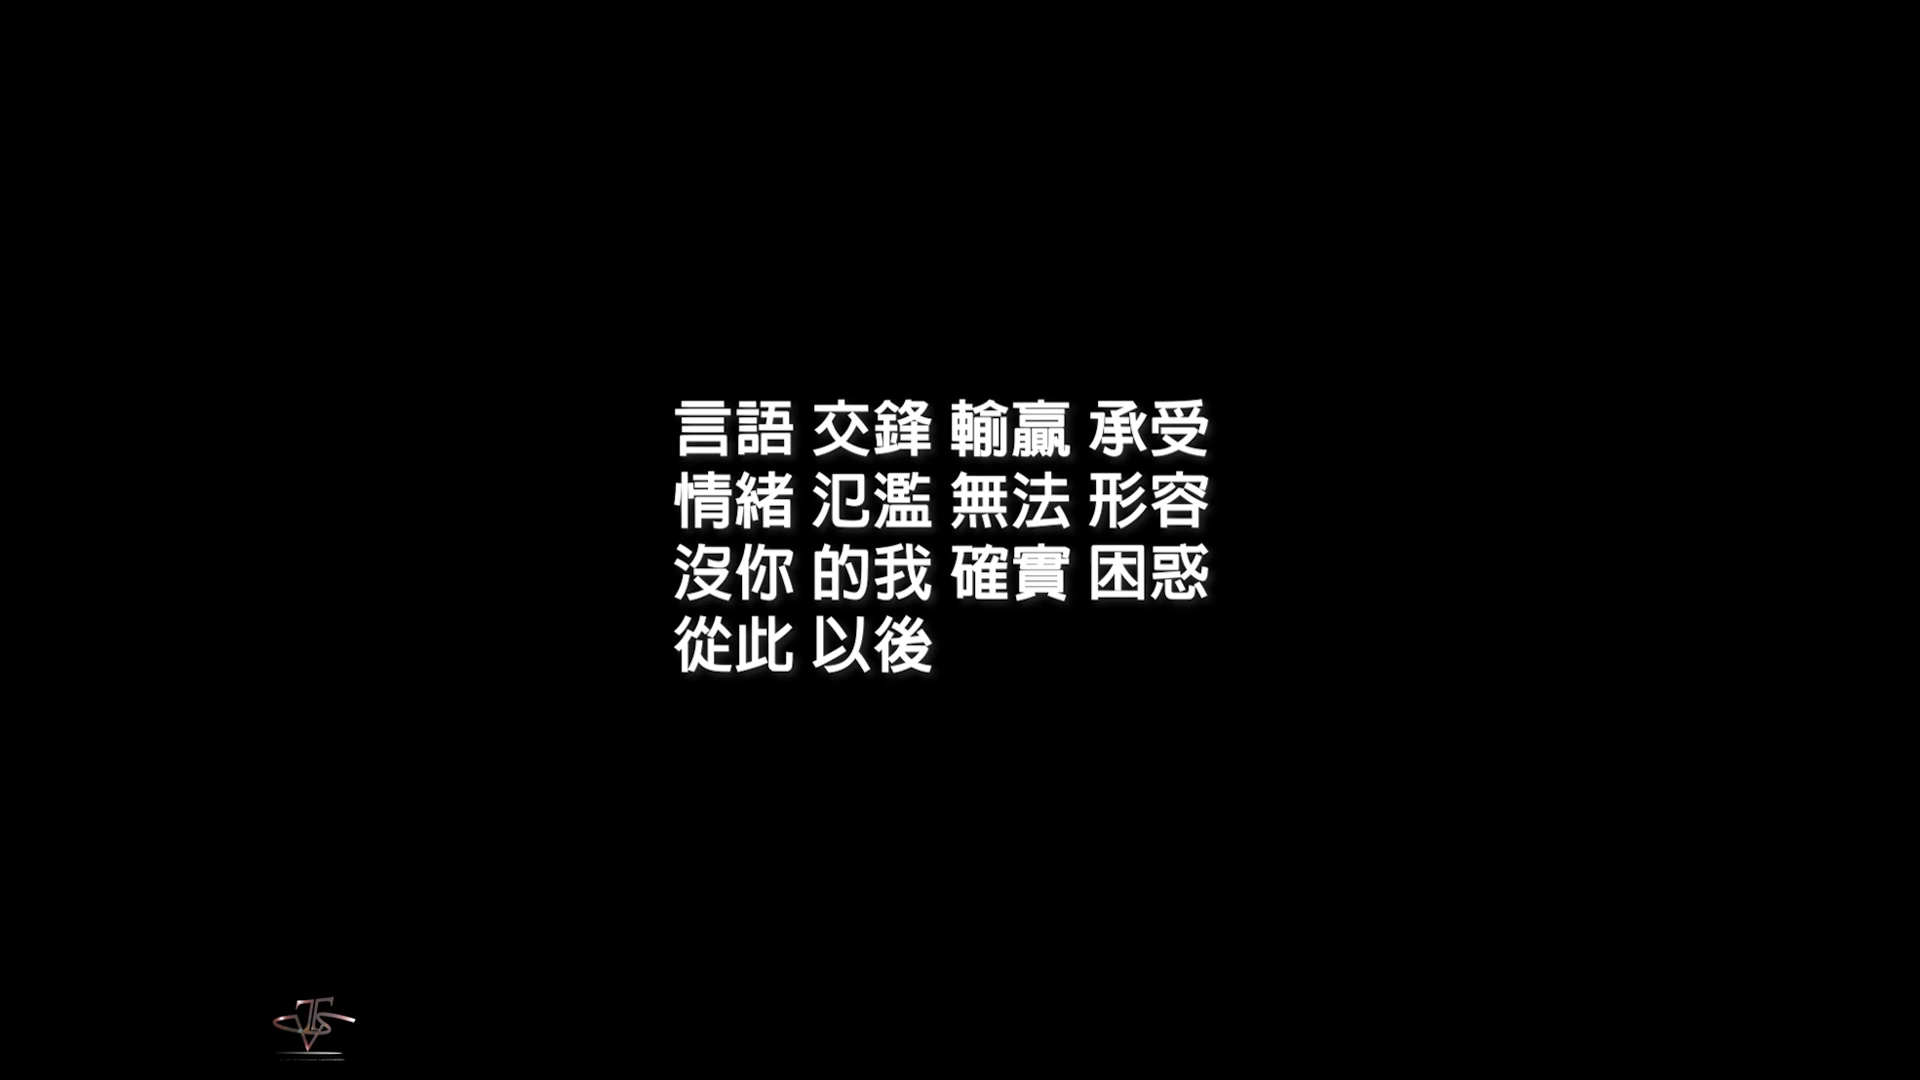 言語 交鋒 輸贏 承受
情緒 氾濫 無法 形容
沒你 的我 確實 困惑
從此 以後